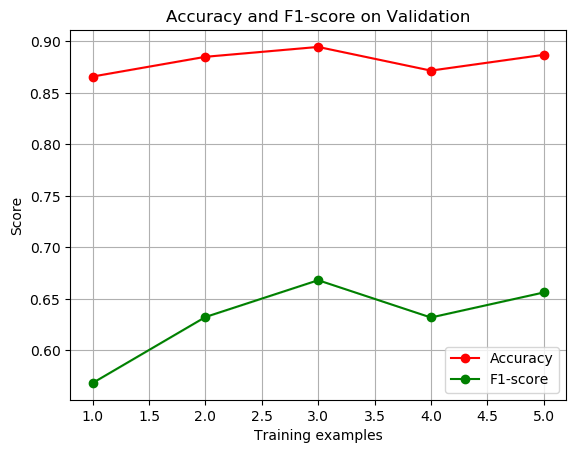 Accuracy and F1-score on Validation
0.90
0.85
0.80
0.75
0.70
0.65
0.60
Score
1.0 1.5 2.0 2.5 3.0 3.5 4.0 4.5 5.0
Training examples
Accuracy
F1-score